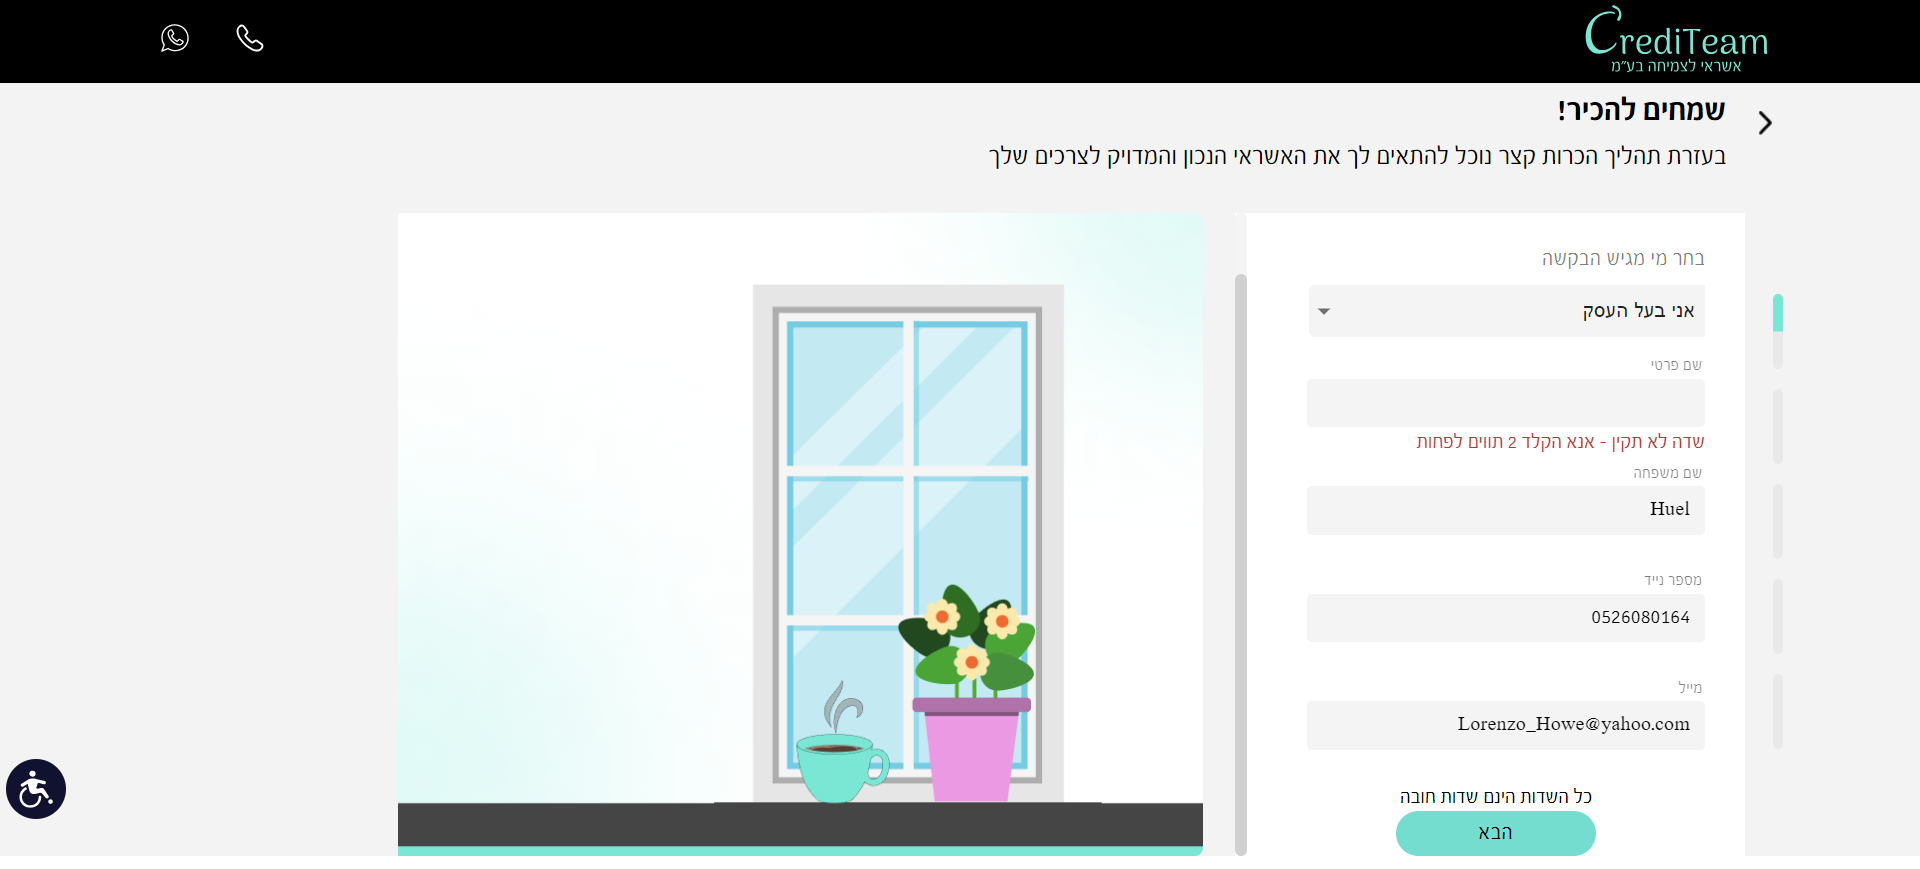 CrediTeam
אשראי לצמיחה בע״מ
שמחים להכיר!
בעזרת תהליך הכרות קצר נוכל להתאים לך את האשראי הנכון והמדויק לצרכים שלך
בחר מי מגיש הבקשה
אני בעל העסק
שם פרטי
שדה לא תקין - אנא הקלד 2 תווים לפחות
שם משפחה
Huel
מספר נייד
0526080164
מייל
Lorenzo_Howe@yahoo.com
כל השדות הינם שדות חובה
הבא